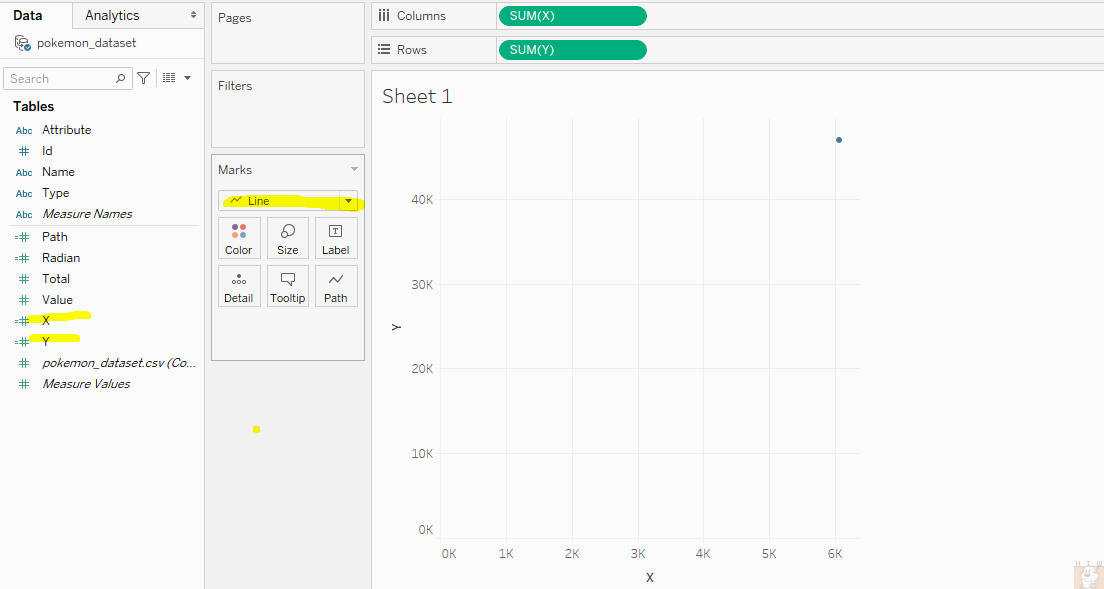 Data
Analytics
pokemon_dataset
Search
Tables
Abc Attribute
# Id
Abc Name
Abc Type
Abc Measure Names
=# Path
=# Radian
# Total
# Value
=# X
=# Y
# pokemon_dataset.csv (Co...
# Measure Values
Pages
Filters
Marks
Line
Color Size Label
Detail Tooltip Path
Columns SUM(X)
Rows SUM(Y)
Sheet 1
40K
30K
20K
10K
0K
Y
0K 1K 2K 3K 4K 5K 6K
X